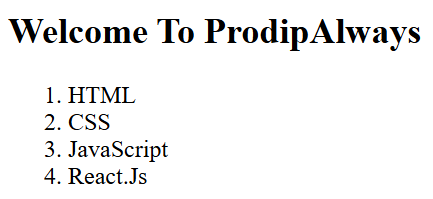 Welcome To ProdipAlways
1. HTML
2. CSS
3. JavaScript
4. React.Js